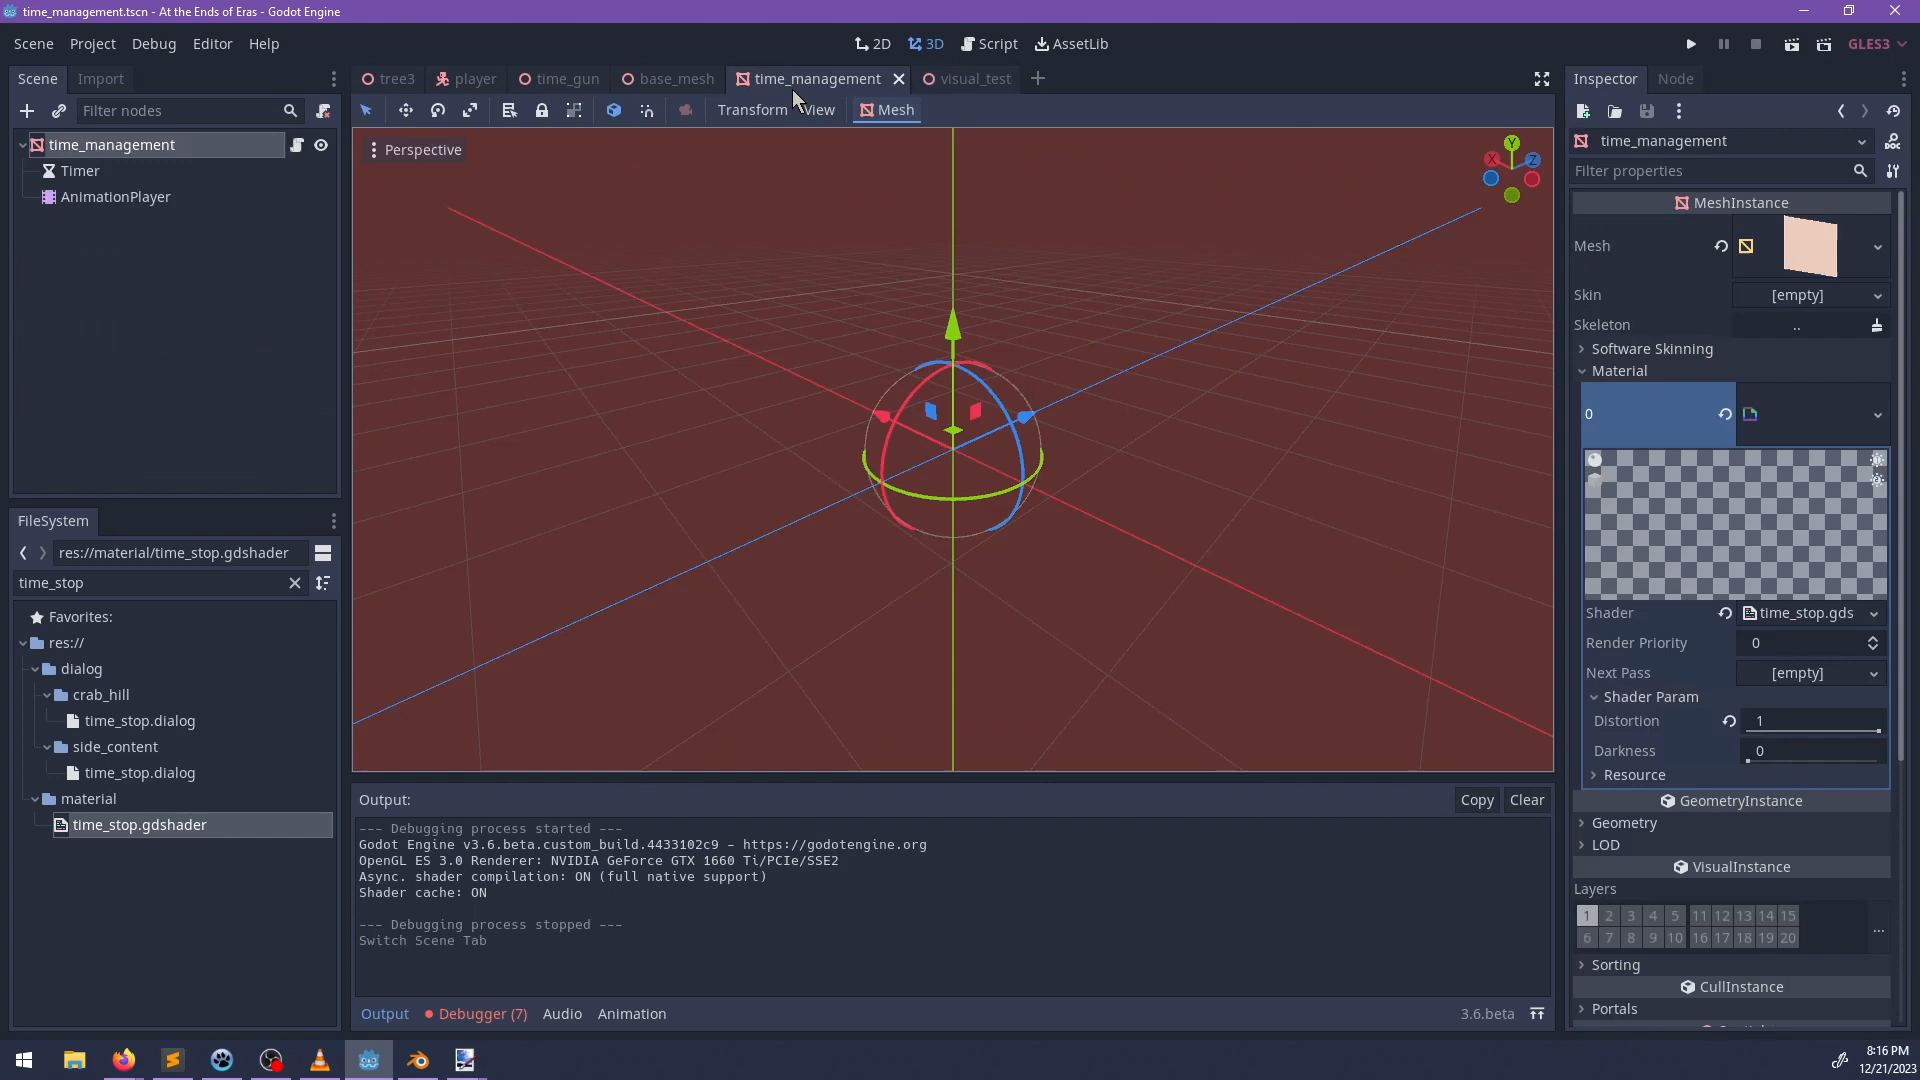 time_management.tscn - At the Ends of Eras - Godot Engine
Scene Project Debug Editor Help
2D 3D Script AssetLib
GLES3
Scene Import
tree3 player time_gun base_mesh time_management visual_test
Inspector Node
Filter nodes
Transform View Mesh
time_management
Timer
AnimationPlayer
Perspective
Y
X
Z
time_management
Filter properties
MeshInstance
Mesh
Skin [empty]
Skeleton ..
Software Skinning
Material
0
Shader time_stop.gds
Render Priority 0
Next Pass [empty]
Shader Param
Distortion 1
Darkness 0
Resource
GeometryInstance
Geometry
LOD
VisualInstance
Layers
1 2 3 4 5 11 12 13 14 15
6 7 8 9 10 16 17 18 19 20
...
Sorting
CullInstance
Portals
FileSystem
res://material/time_stop.gdshader
time_stop
Favorites:
res://
dialog
crab_hill
time_stop.dialog
side_content
time_stop.dialog
material
time_stop.gdshader
Output:
Copy Clear
--- Debugging process started ---
Godot Engine v3.6.beta.custom_build.4433102c9 - https://godotengine.org
OpenGL ES 3.0 Renderer: NVIDIA GeForce GTX 1660 Ti/PCIe/SSE2
Async. shader compilation: ON (full native support)
Shader cache: ON
--- Debugging process stopped ---
Switch Scene Tab
Output Debugger (7) Audio Animation
3.6.beta
8:16 PM
12/21/2023